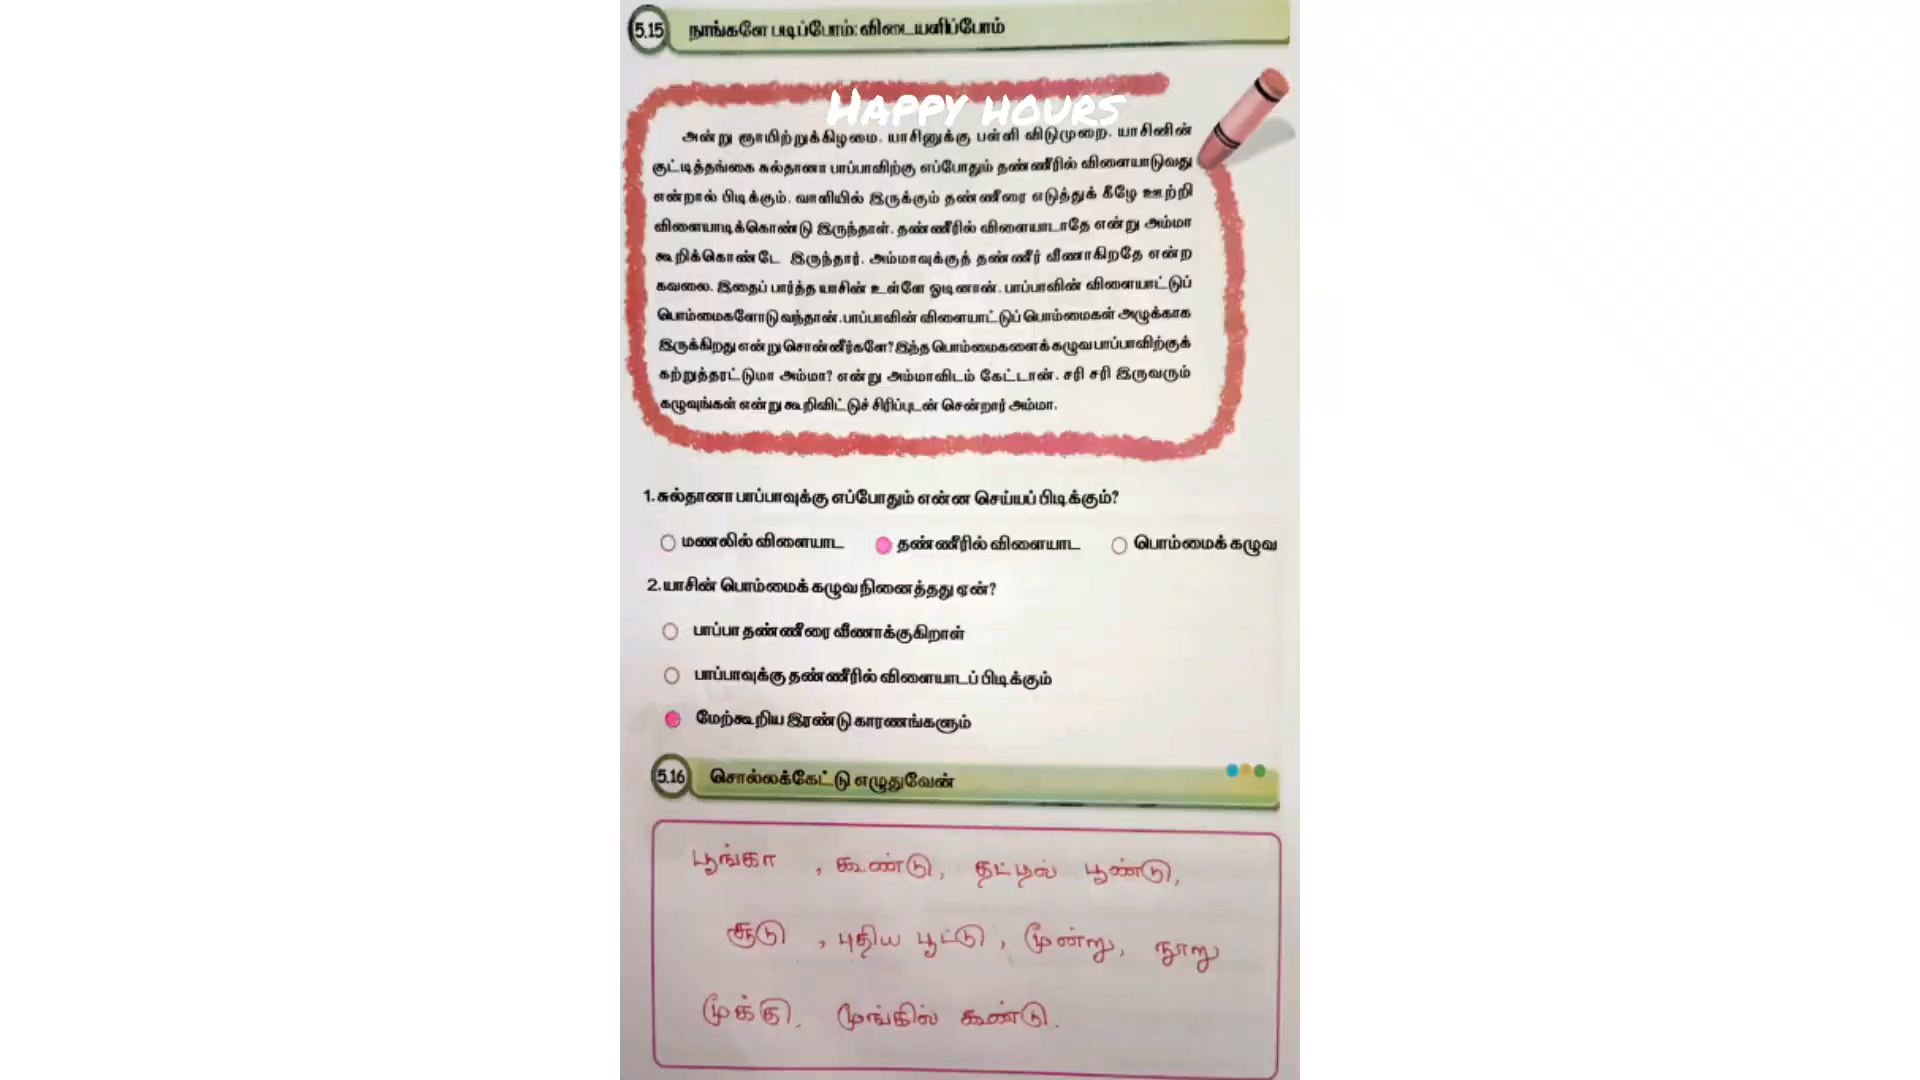 5.15 நாங்களே படிப்போம்: விடையளிப்போம்
Happy hours
அன்று ஞாயிற்றுக்கிழமை. யாசினுக்கு பள்ளி விடுமுறை. யாசினின்
குட்டித்தங்கை சுல்தானா பாப்பாவிற்கு எப்போதும் தண்ணீரில் விளையாடுவது
என்றால் பிடிக்கும். வாளியில் இருக்கும் தண்ணீரை எடுத்துக் கீழே ஊற்றி
விளையாடிக்கொண்டு இருந்தாள். தண்ணீரில் விளையாடாதே என்று அம்மா
கூறிக்கொண்டே இருந்தார். அம்மாவுக்குத் தண்ணீர் வீணாகிறதே என்ற
கவலை. இதைப் பார்த்த யாசின் உள்ளே ஓடினான். பாப்பாவின் விளையாட்டுப்
பொம்மைகளோடு வந்தான். பாப்பாவின் விளையாட்டுப் பொம்மைகள் அழுக்காக
இருக்கிறது என்று சொன்னீர்களே? இந்த பொம்மைகளைக் கழுவ பாப்பாவிற்குக்
கற்றுத்தரட்டுமா அம்மா? என்று அம்மாவிடம் கேட்டான். சரி சரி இருவரும்
கழுவுங்கள் என்று கூறிவிட்டுச் சிரிப்புடன் சென்றார் அம்மா.
1. சுல்தானா பாப்பாவுக்கு எப்போதும் என்ன செய்யப் பிடிக்கும்?
மணலில் விளையாட தண்ணீரில் விளையாட பொம்மைக் கழுவ
2. யாசின் பொம்மைக் கழுவ நினைத்தது ஏன்?
பாப்பா தண்ணீரை வீணாக்குகிறாள்
பாப்பாவுக்கு தண்ணீரில் விளையாடப் பிடிக்கும்
மேற்கூறிய இரண்டு காரணங்களும்
5.16 சொல்லக்கேட்டு எழுதுவேன்
பூங்கா , கூண்டு, தட்டில் பூண்டு,
சூடு , புதிய பூட்டு , மூன்று, நூறு
மூக்கு. மூங்கில் கூண்டு.